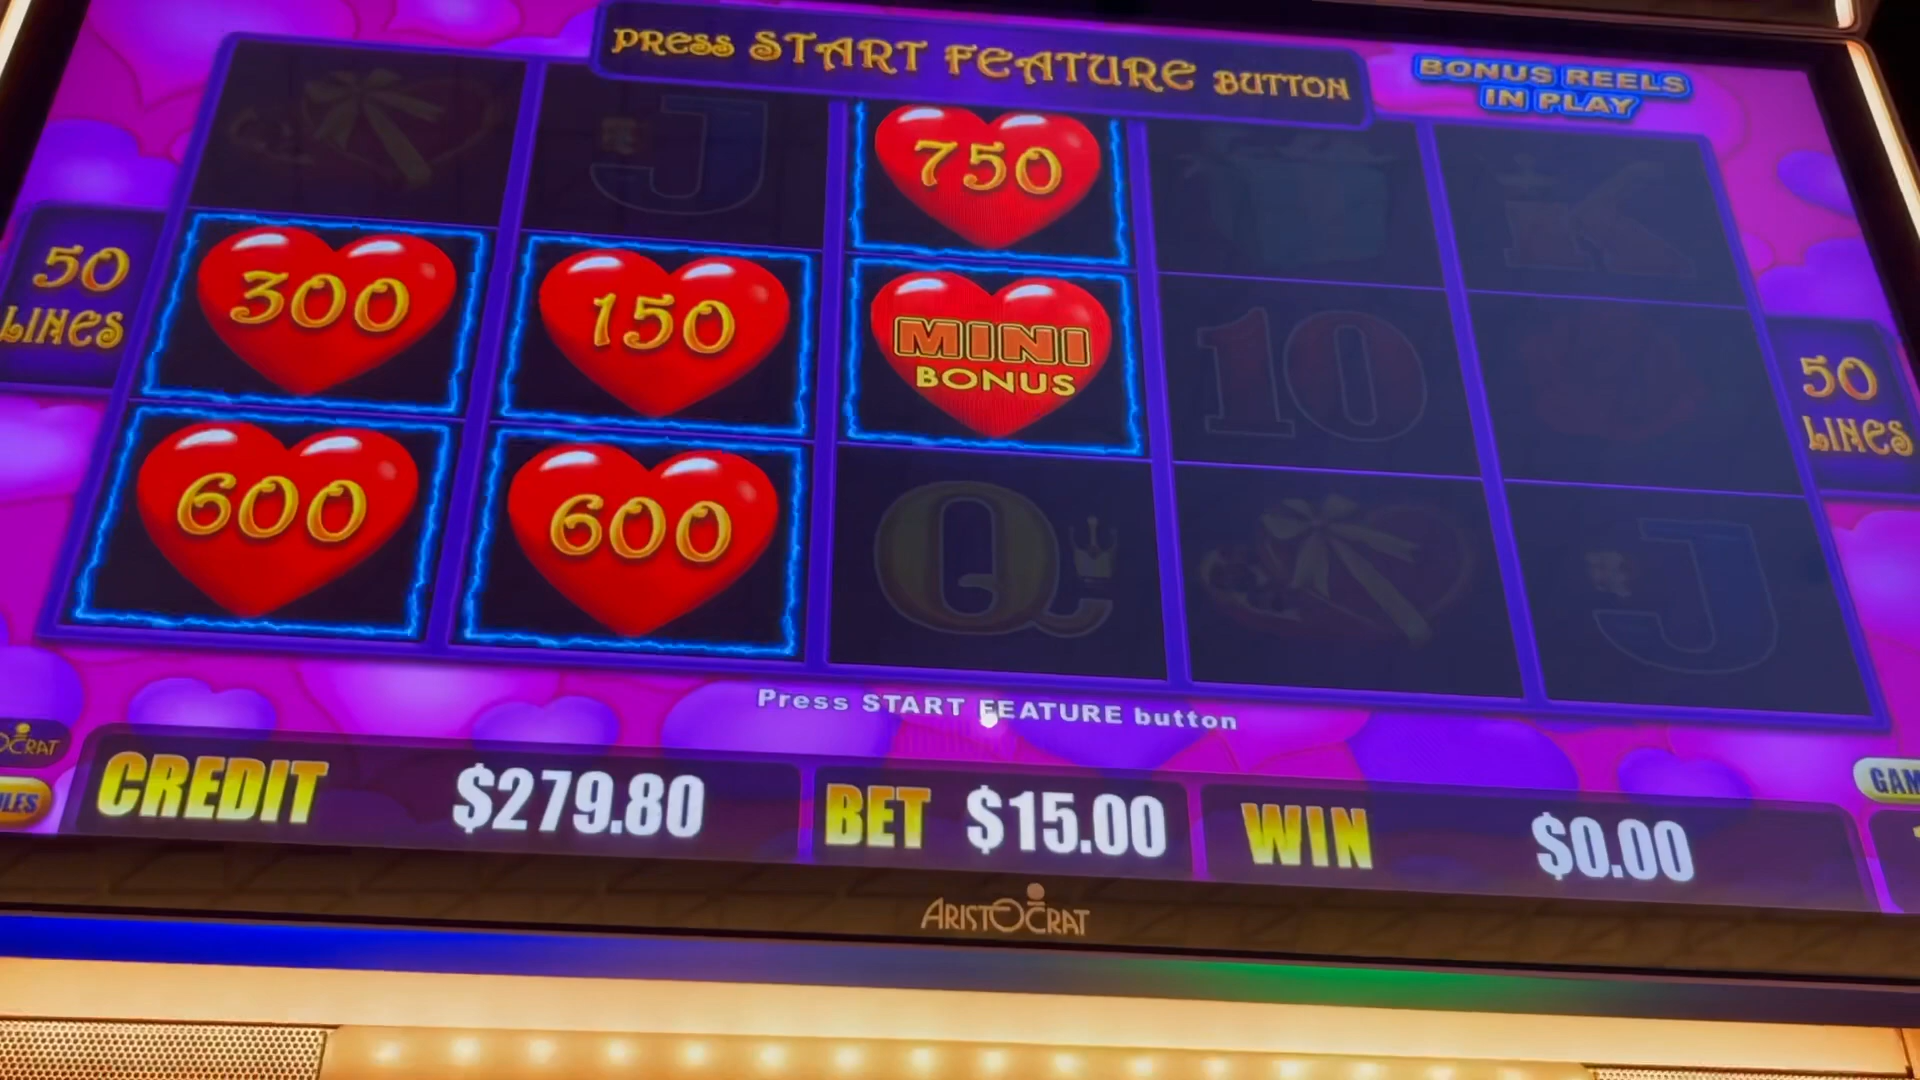 PRESS START FEATURE BUTTON
BONUS REELS
IN PLAY
J
750
K
50
LINES
300
150
MINI
BONUS
10
50
LINES
600
600
Q
J
Press START FEATURE button
CREDIT $279.80
BET $15.00
WIN $0.00
ARISTOCRAT